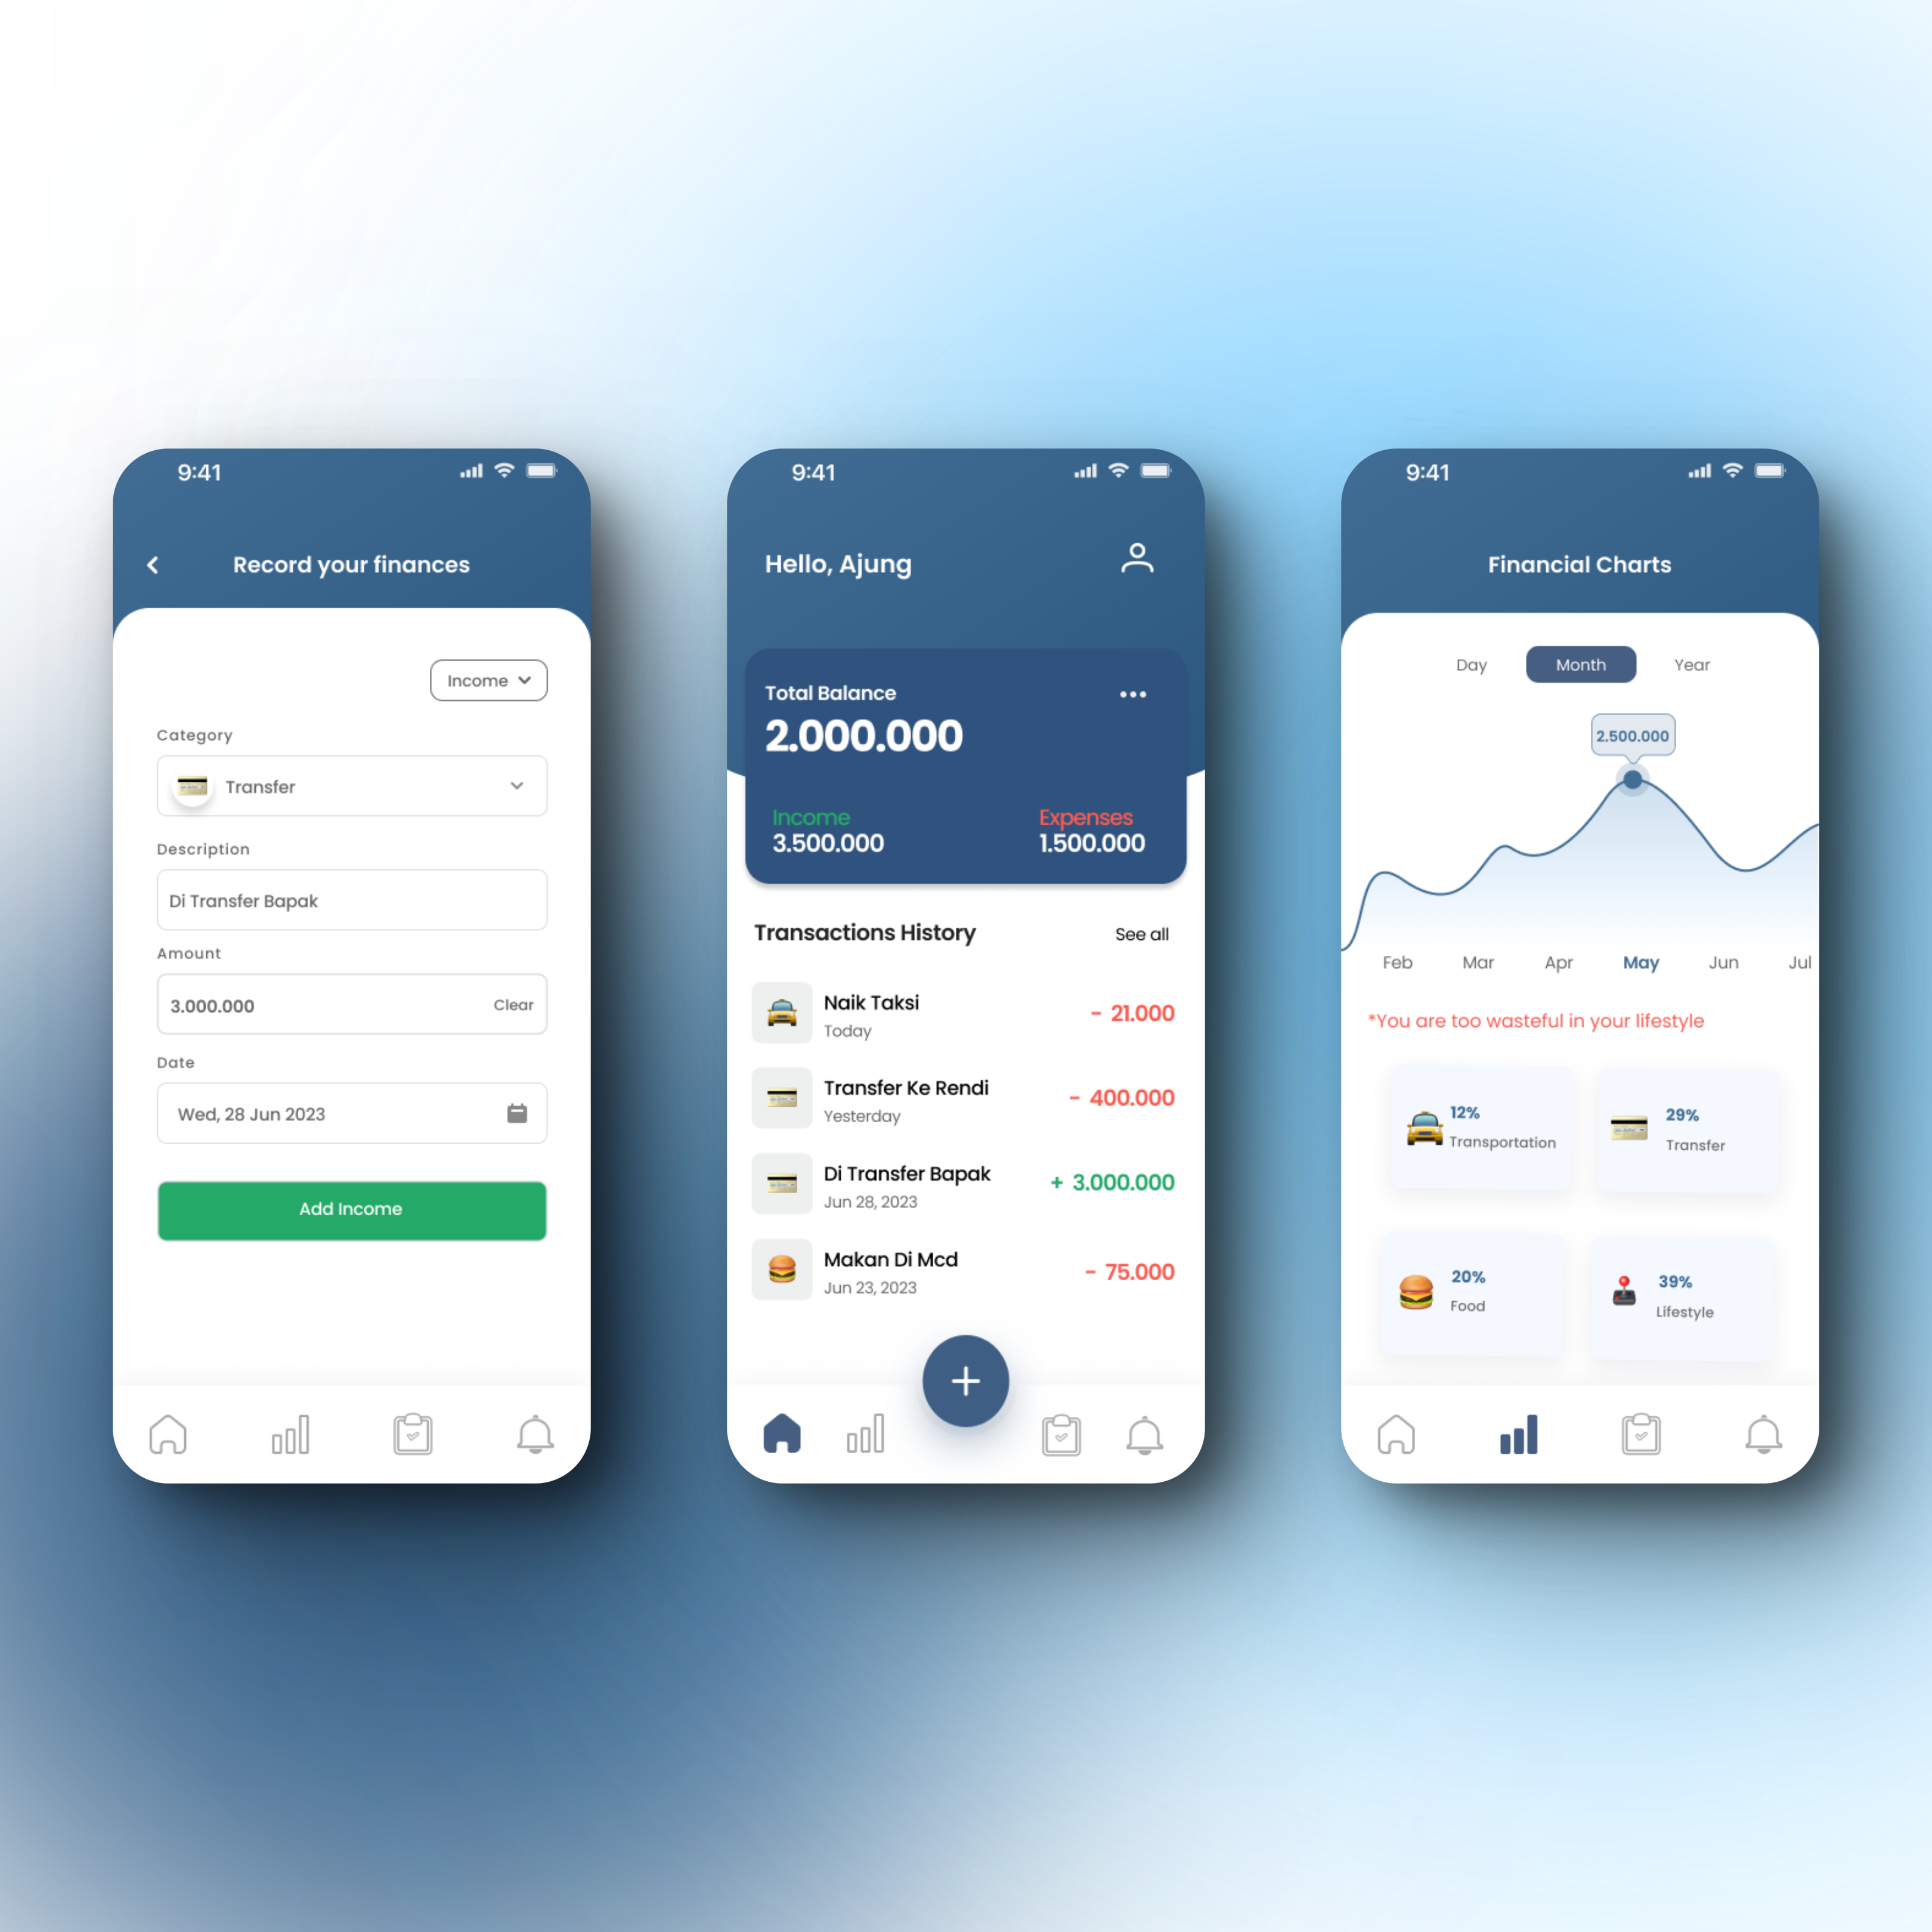 9:41
Record your finances
Income
Category
Transfer
Description
Di Transfer Bapak
Amount
3.000.000 Clear
Date
Wed, 28 Jun 2023
Add Income
9:41
Hello, Ajung
Total Balance
2.000.000
Income Expenses
3.500.000 1.500.000
Transactions History See all
Naik Taksi
Today
- 21.000
Transfer Ke Rendi
Yesterday
- 400.000
Di Transfer Bapak
Jun 28, 2023
+ 3.000.000
Makan Di Mcd
Jun 23, 2023
- 75.000
9:41
Financial Charts
Day Month Year
2.500.000
Feb Mar Apr May Jun Jul
*You are too wasteful in your lifestyle
12%
Transportation
29%
Transfer
20%
Food
39%
Lifestyle